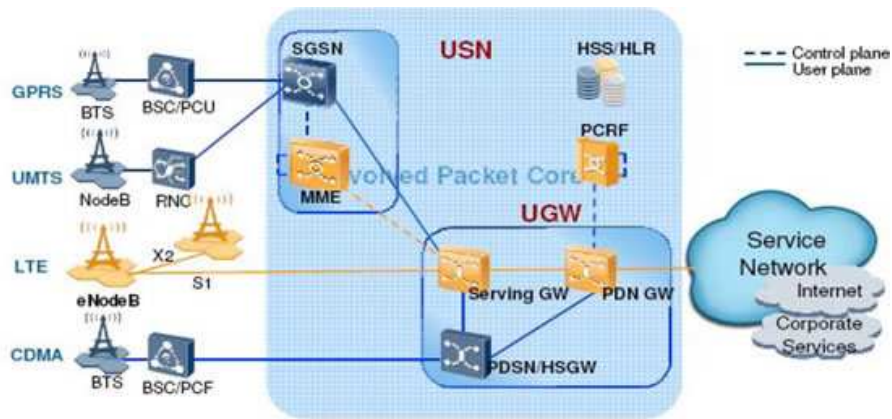 SGSN
USN
HSS/HLR
Control plane
User plane
GPRS
BTS
BSC/PCU
PCRF
UMTS
NodeB
RNC
MME
volved Packet Core
UGW
X2
LTE
S1
eNodeB
Serving GW
PDN GW
Service
Network
Internet
Corporate
Services
CDMA
BTS
BSC/PCF
PDSN/HSGW